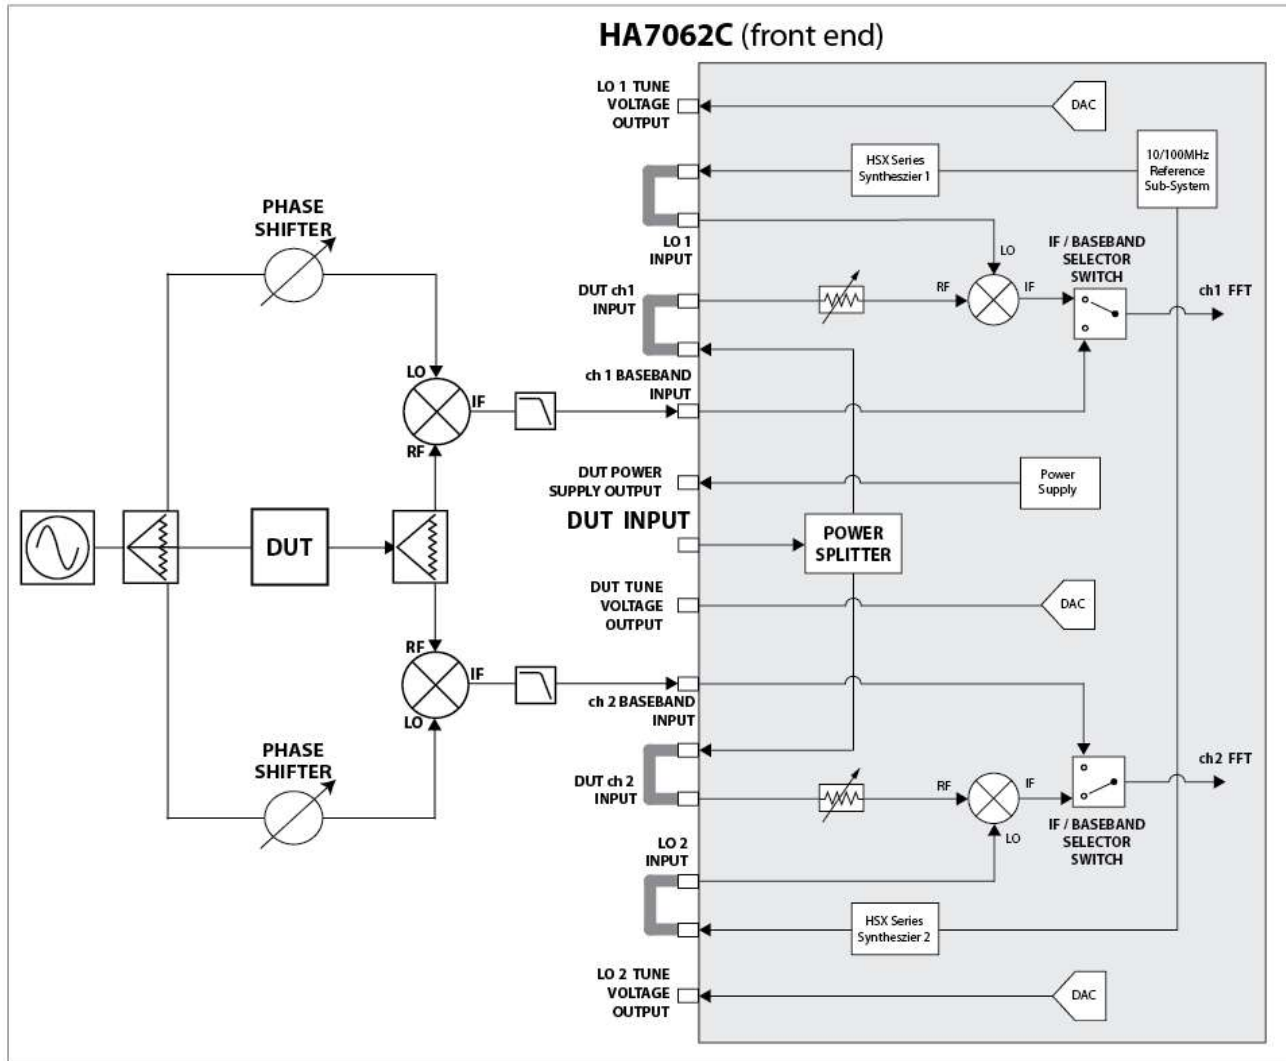 HA7062C (front end)
LO 1 TUNE
VOLTAGE
OUTPUT
DAC
HSX Series
Syntheszier 1
10/100MHz
Reference
Sub-System
PHASE
SHIFTER
LO 1
INPUT
LO
IF / BASEBAND
SELECTOR
SWITCH
DUT ch1
INPUT
RF
IF
ch1 FFT
LO
IF
RF
ch 1 BASEBAND
INPUT
DUT POWER
SUPPLY OUTPUT
Power
Supply
DUT INPUT
DUT
POWER
SPLITTER
DUT TUNE
VOLTAGE
OUTPUT
DAC
RF
IF
LO
ch 2 BASEBAND
INPUT
PHASE
SHIFTER
DUT ch 2
INPUT
RF
IF
LO
ch2 FFT
IF / BASEBAND
SELECTOR
SWITCH
LO 2
INPUT
HSX Series
Syntheszier 2
LO 2 TUNE
VOLTAGE
OUTPUT
DAC